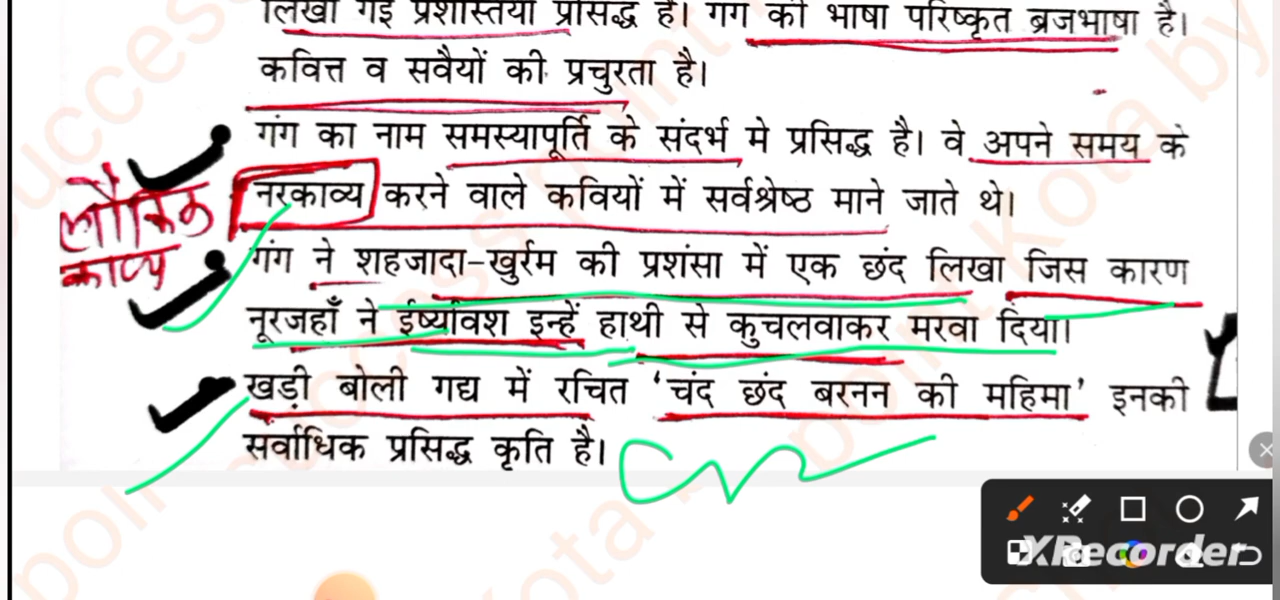 लिखी गई प्रशस्तियाँ प्रसिद्ध है। गंग की भाषा परिष्कृत ब्रजभाषा है।
कवित्त व सवैयों की प्रचुरता है।
गंग का नाम समस्यापूर्ति के संदर्भ मे प्रसिद्ध है। वे अपने समय के
नरकाव्य करने वाले कवियों में सर्वश्रेष्ठ माने जाते थे।
लौकिक
काव्य
गंग ने शहजादा-खुर्रम की प्रशंसा में एक छंद लिखा जिस कारण
नूरजहाँ ने ईर्ष्यावश इन्हें हाथी से कुचलवाकर मरवा दिया।
खड़ी बोली गद्य में रचित 'चंद छंद बरनन की महिमा' इनकी
सर्वाधिक प्रसिद्ध कृति है।
XRecorder